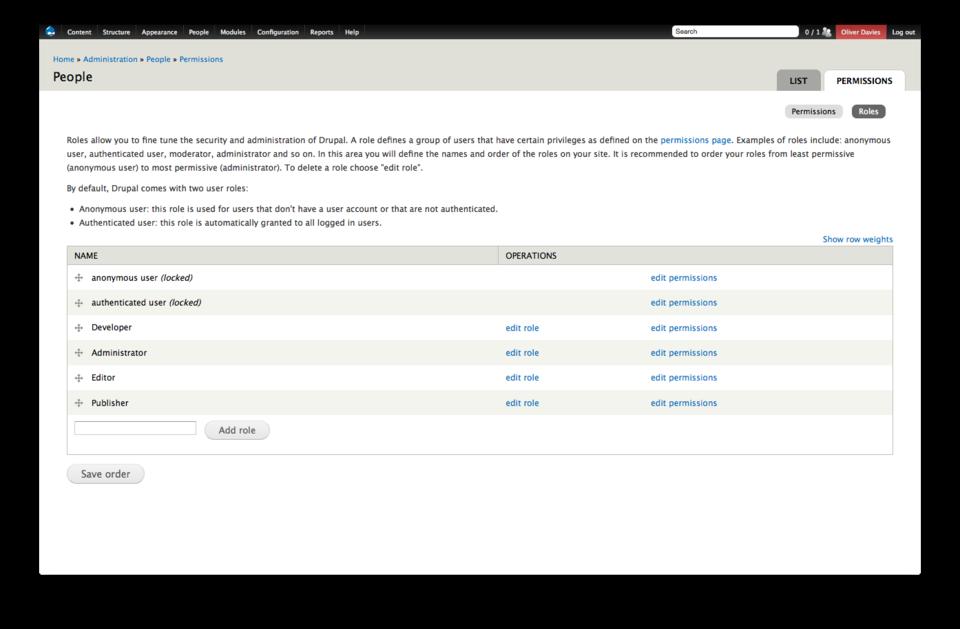 Content Structure Appearance People Modules Configuration Reports Help Search 0 / 1 Oliver Davies Log out
Home » Administration » People » Permissions
People
LIST PERMISSIONS
Permissions Roles
Roles allow you to fine tune the security and administration of Drupal. A role defines a group of users that have certain privileges as defined on the permissions page. Examples of roles include: anonymous
user, authenticated user, moderator, administrator and so on. In this area you will define the names and order of the roles on your site. It is recommended to order your roles from least permissive
(anonymous user) to most permissive (administrator). To delete a role choose "edit role".
By default, Drupal comes with two user roles:
• Anonymous user: this role is used for users that don't have a user account or that are not authenticated.
• Authenticated user: this role is automatically granted to all logged in users.
Show row weights
NAME OPERATIONS
anonymous user (locked) edit permissions
authenticated user (locked) edit permissions
Developer edit role edit permissions
Administrator edit role edit permissions
Editor edit role edit permissions
Publisher edit role edit permissions
Add role
Save order